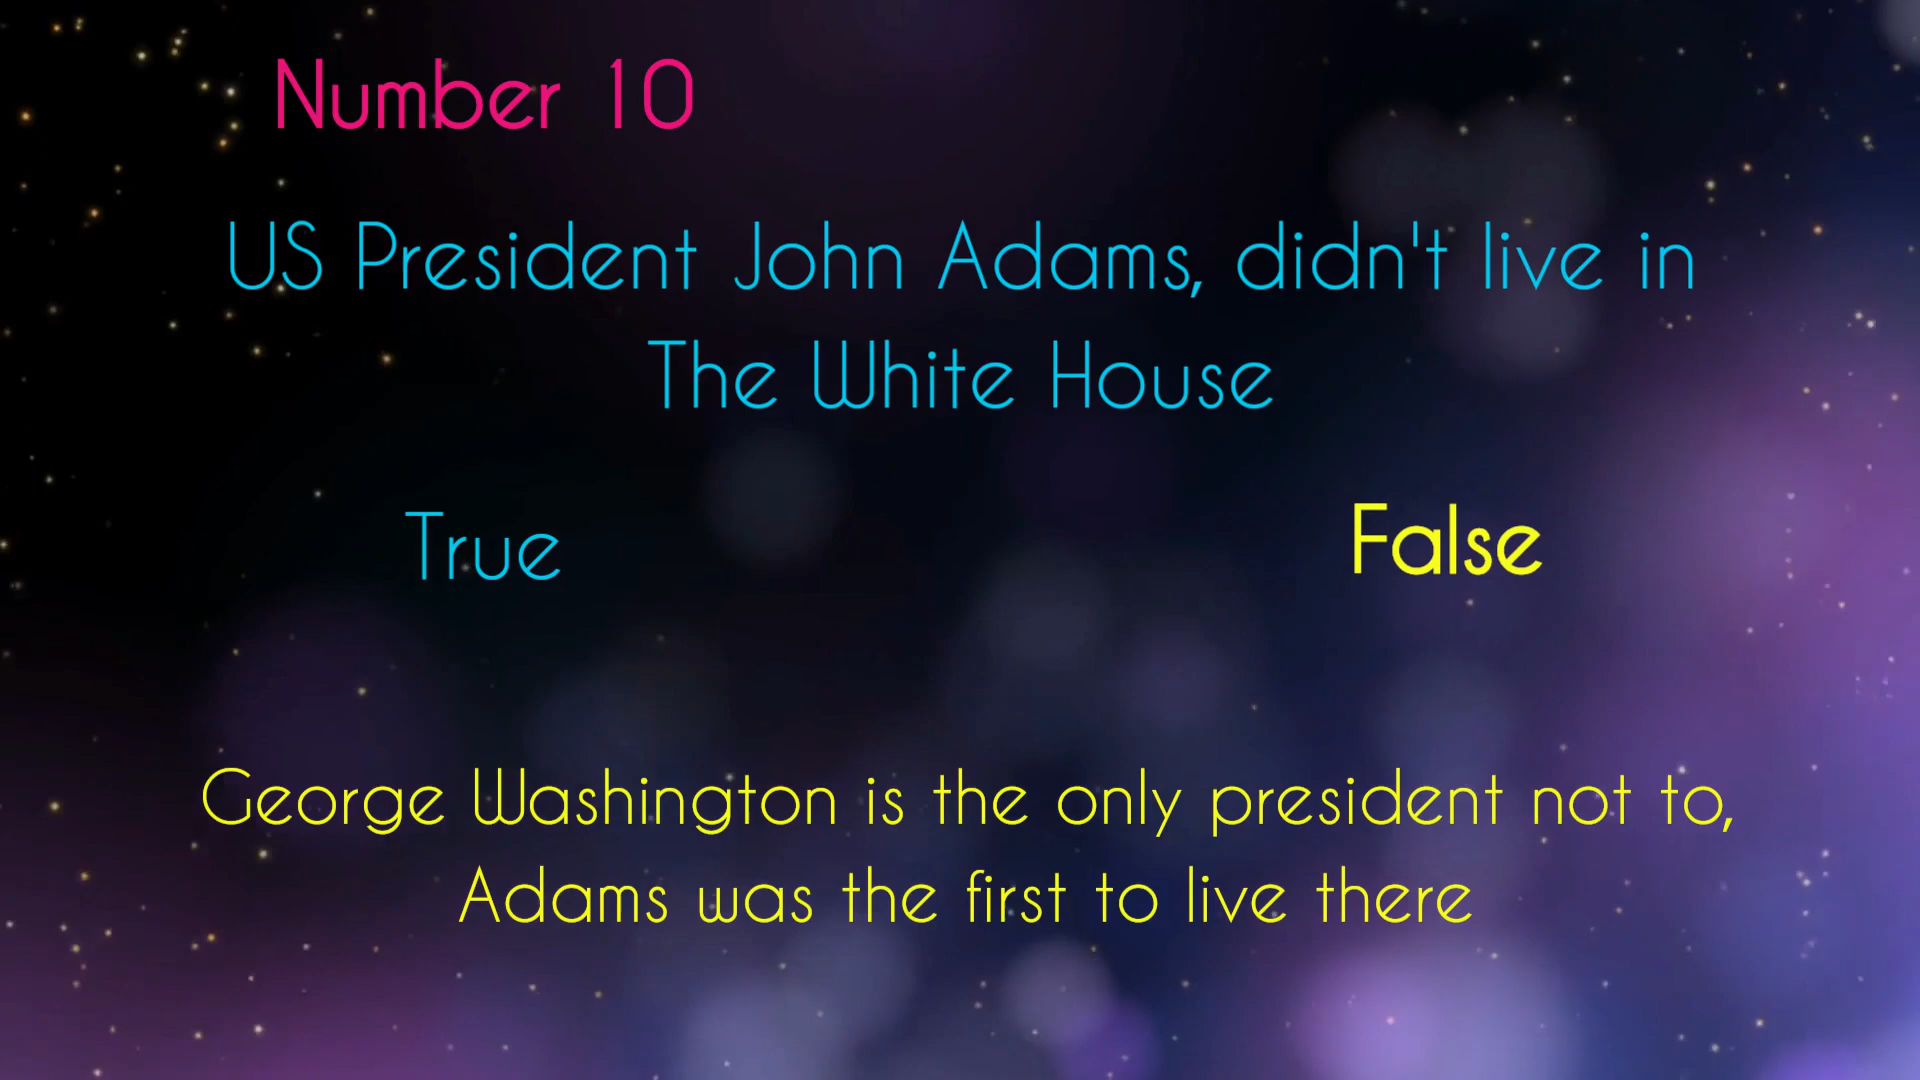 Number 10
US President John Adams, didn't live in
The White House
True False
George Washington is the only president not to,
Adams was the first to live there